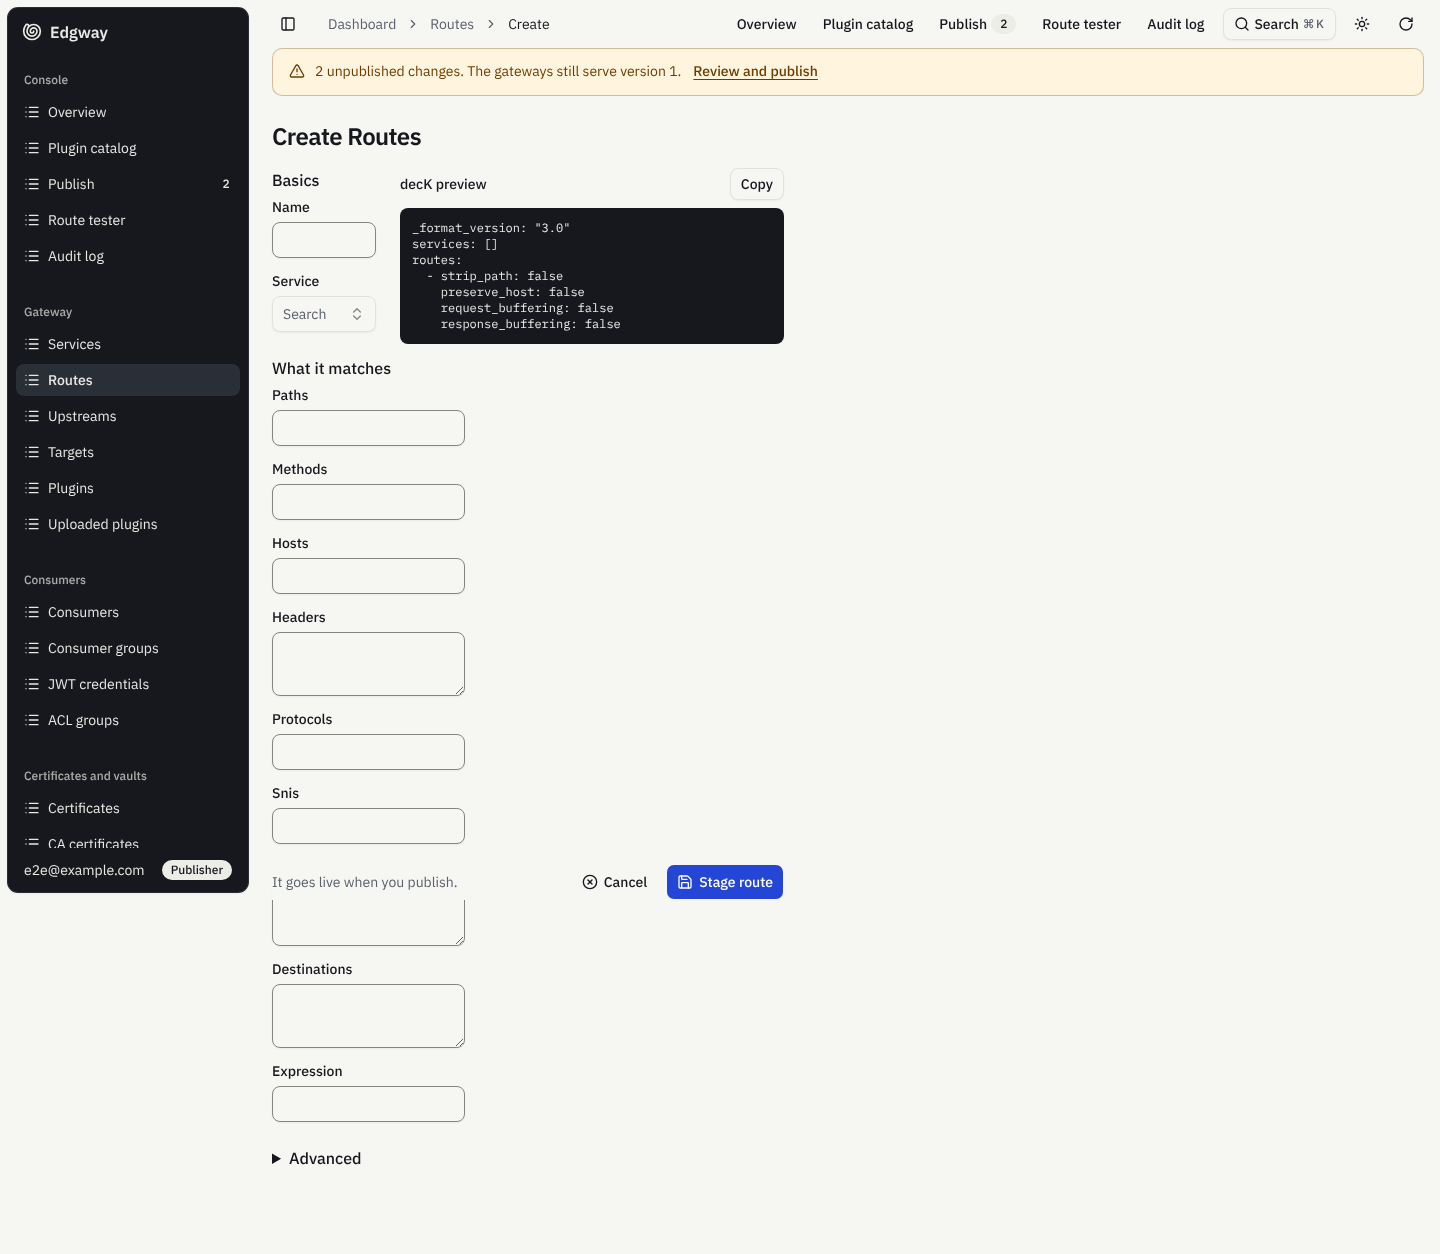 Edgway
Console
Overview
Plugin catalog
Publish 2
Route tester
Audit log
Gateway
Services
Routes
Upstreams
Targets
Plugins
Uploaded plugins
Consumers
Consumers
Consumer groups
JWT credentials
ACL groups
Certificates and vaults
Certificates
CA certificates
e2e@example.com Publisher
Dashboard Routes Create
Overview Plugin catalog Publish 2 Route tester Audit log Search ⌘K
2 unpublished changes. The gateways still serve version 1. Review and publish
Create Routes
Basics
Name
Service
Search
decK preview Copy
_format_version: "3.0"
services: []
routes:
  - strip_path: false
    preserve_host: false
    request_buffering: false
    response_buffering: false
What it matches
Paths
Methods
Hosts
Headers
Protocols
Snis
It goes live when you publish. Cancel Stage route
Destinations
Expression
Advanced